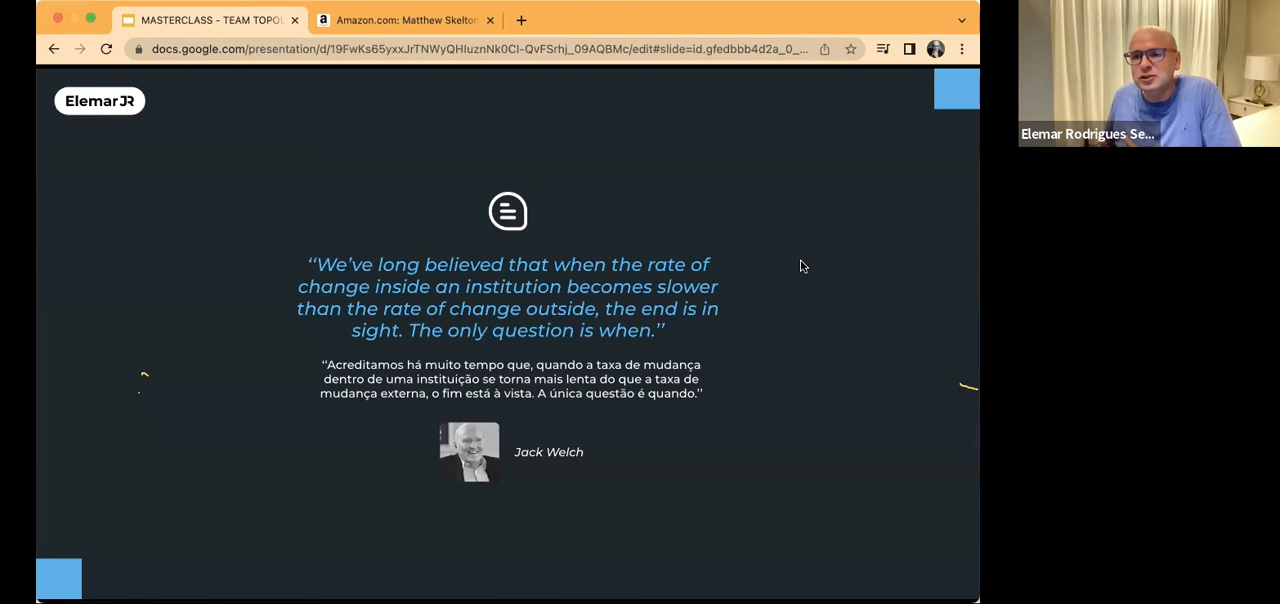 MASTERCLASS - TEAM TOPOL
Amazon.com: Matthew Skelton
docs.google.com/presentation/d/19FwKs65yxxJrTNWyQHIuznNk0Cl-QvFSrhj_09AQBMc/edit#slide=id.gfedbbb4d2a_0_...
ElemarJR
‘‘We’ve long believed that when the rate of
change inside an institution becomes slower
than the rate of change outside, the end is in
sight. The only question is when.’’
‘‘Acreditamos há muito tempo que, quando a taxa de mudança
dentro de uma instituição se torna mais lenta do que a taxa de
mudança externa, o fim está à vista. A única questão é quando.’’
Jack Welch
Elemar Rodrigues Se...